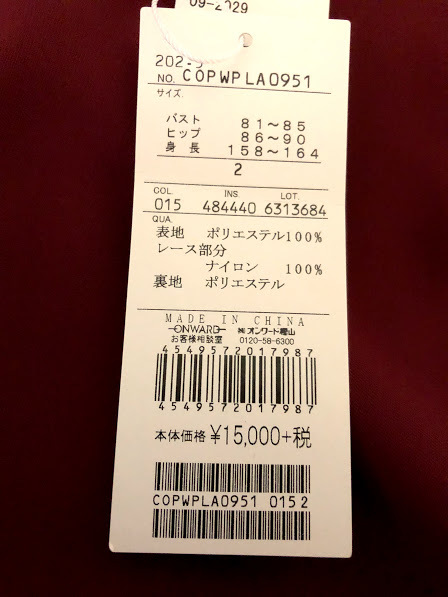 NO. COPWPLA0951
サイズ.
バスト 81～85
ヒップ 86～90
身長 158～164
2
COL. INS. LOT.
015 484440 6313684
QUA.
表地 ポリエステル100%
レース部分
ナイロン 100%
裏地 ポリエステル
MADE IN CHINA
ONWARD ㈱オンワード樫山
お客様相談室 0120-58-6300
4549572017987
4549572017987
本体価格 ¥15,000+税
COPWPLA0951 0152